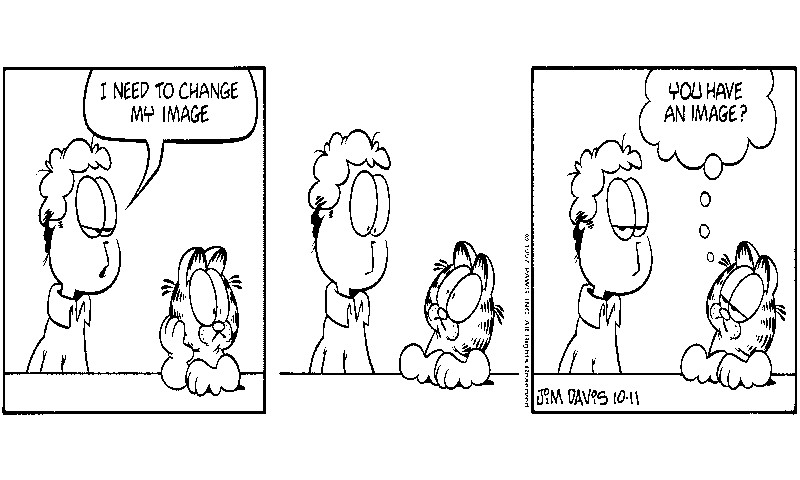 I NEED TO CHANGE
MY IMAGE
YOU HAVE
AN IMAGE?
JIM DAVIS 10-11